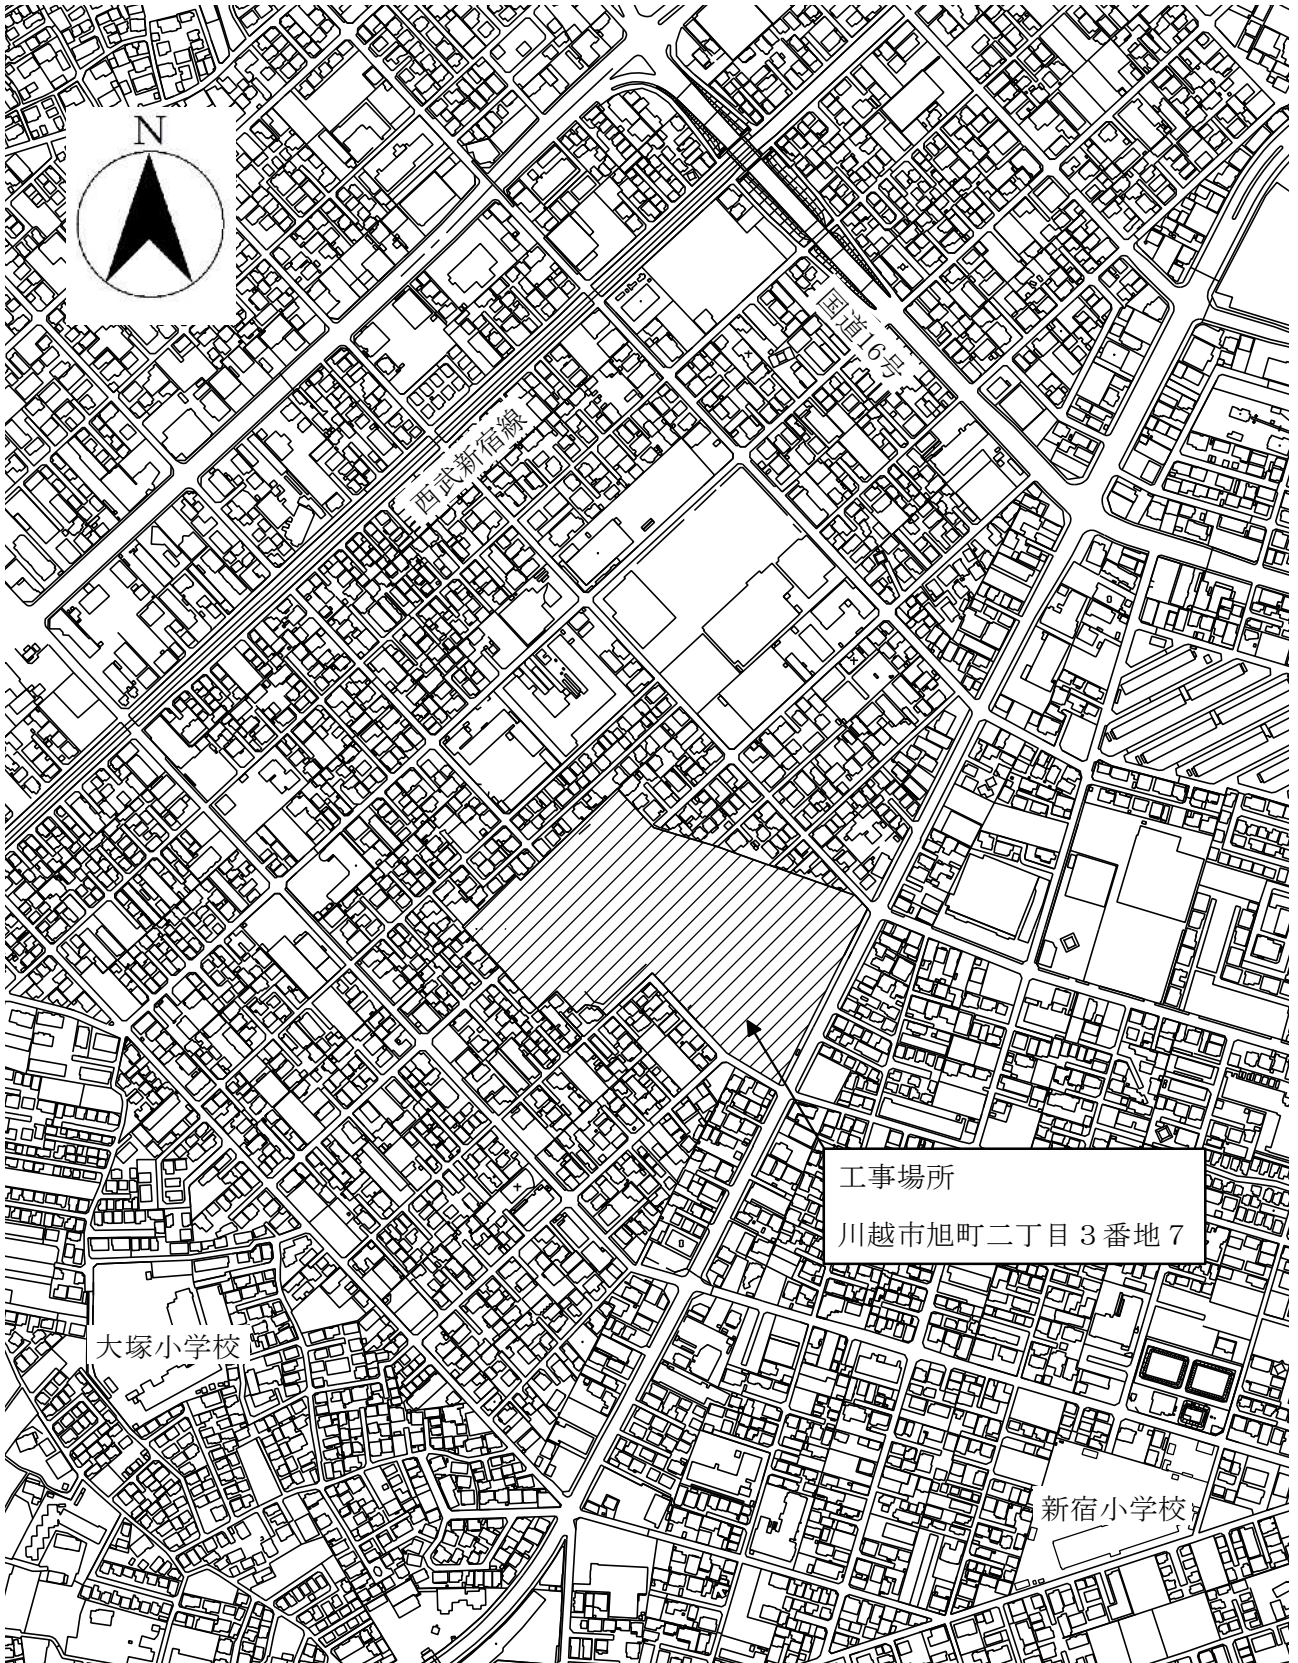 N
国道16号
西武新宿線
工事場所
川越市旭町二丁目３番地７
大塚小学校
新宿小学校